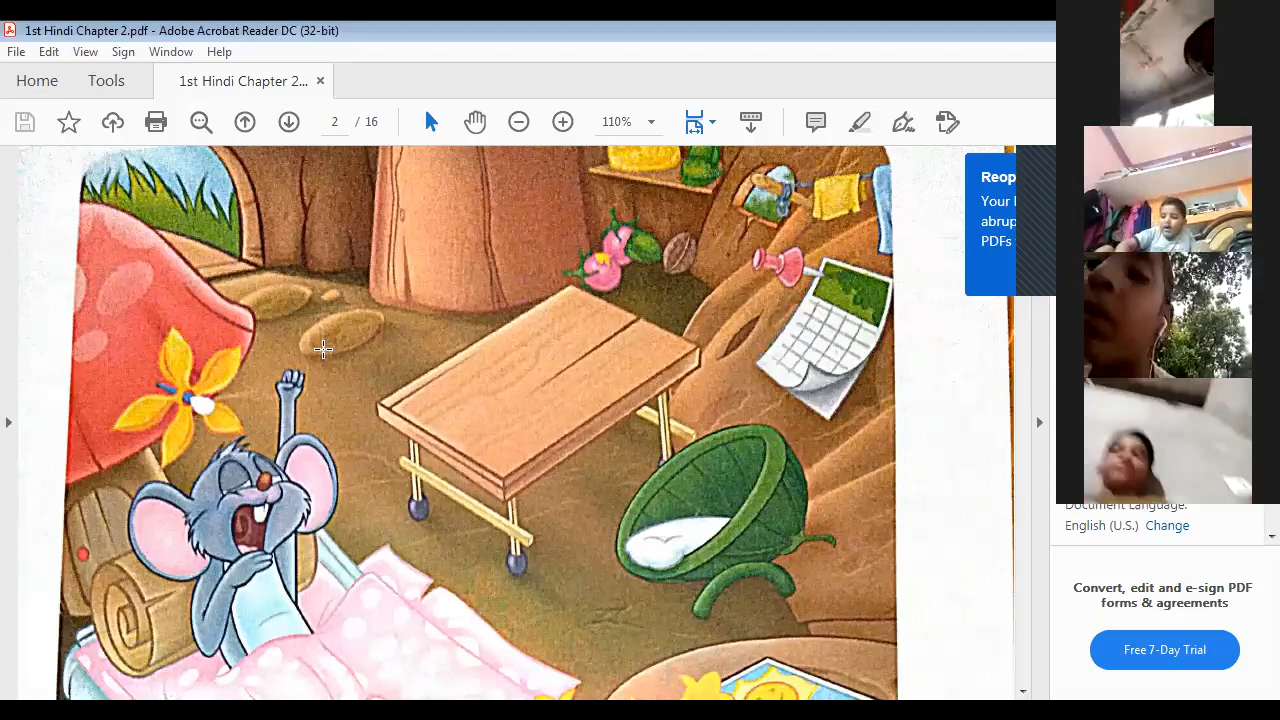 1st Hindi Chapter 2.pdf - Adobe Acrobat Reader DC (32-bit)
File Edit View Sign Window Help
Home Tools 1st Hindi Chapter 2... ×
2 / 16 110%
Reop
Your
abrup
PDFs
Document Language:
English (U.S.) Change
Convert, edit and e-sign PDF
forms & agreements
Free 7-Day Trial